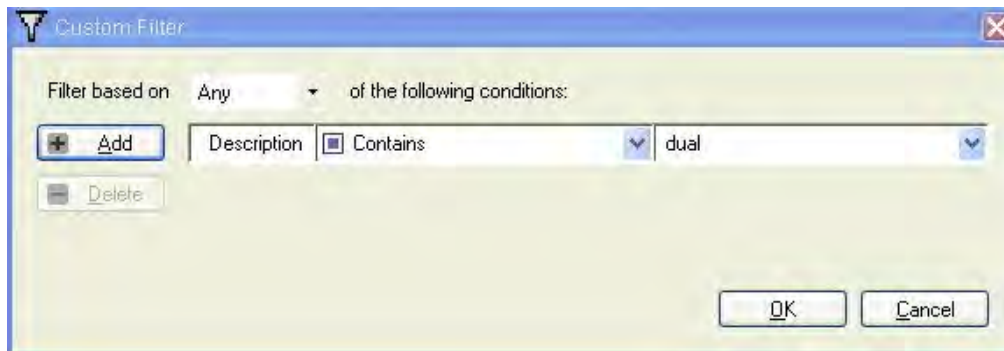 Custom Filter
Filter based on Any of the following conditions:
Add Description Contains dual
Delete
OK Cancel